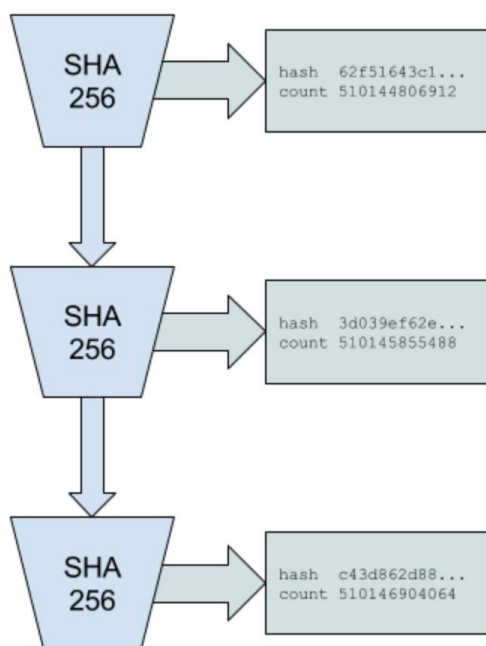 SHA
256
hash 62f51643c1...
count 510144806912
SHA
256
hash 3d039ef62e...
count 510145855488
SHA
256
hash c43d862d88...
count 510146904064